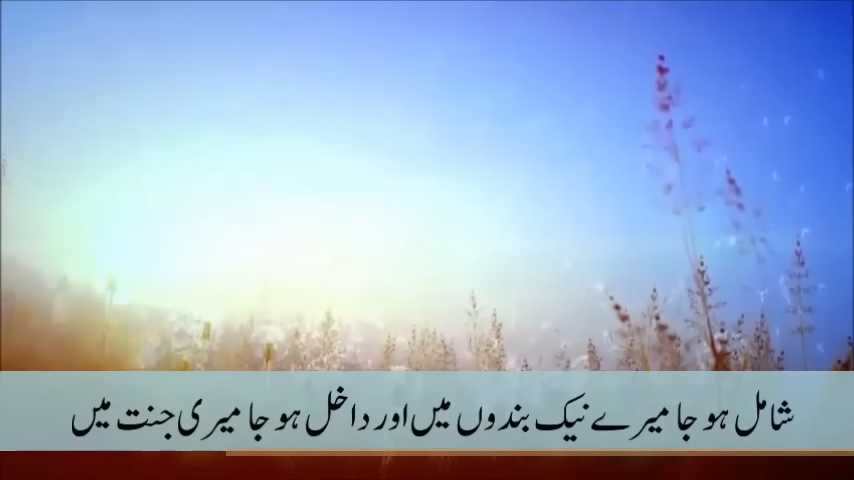 شامل ہو جا میرے نیک بندوں میں اور داخل ہو جا میری جنت میں